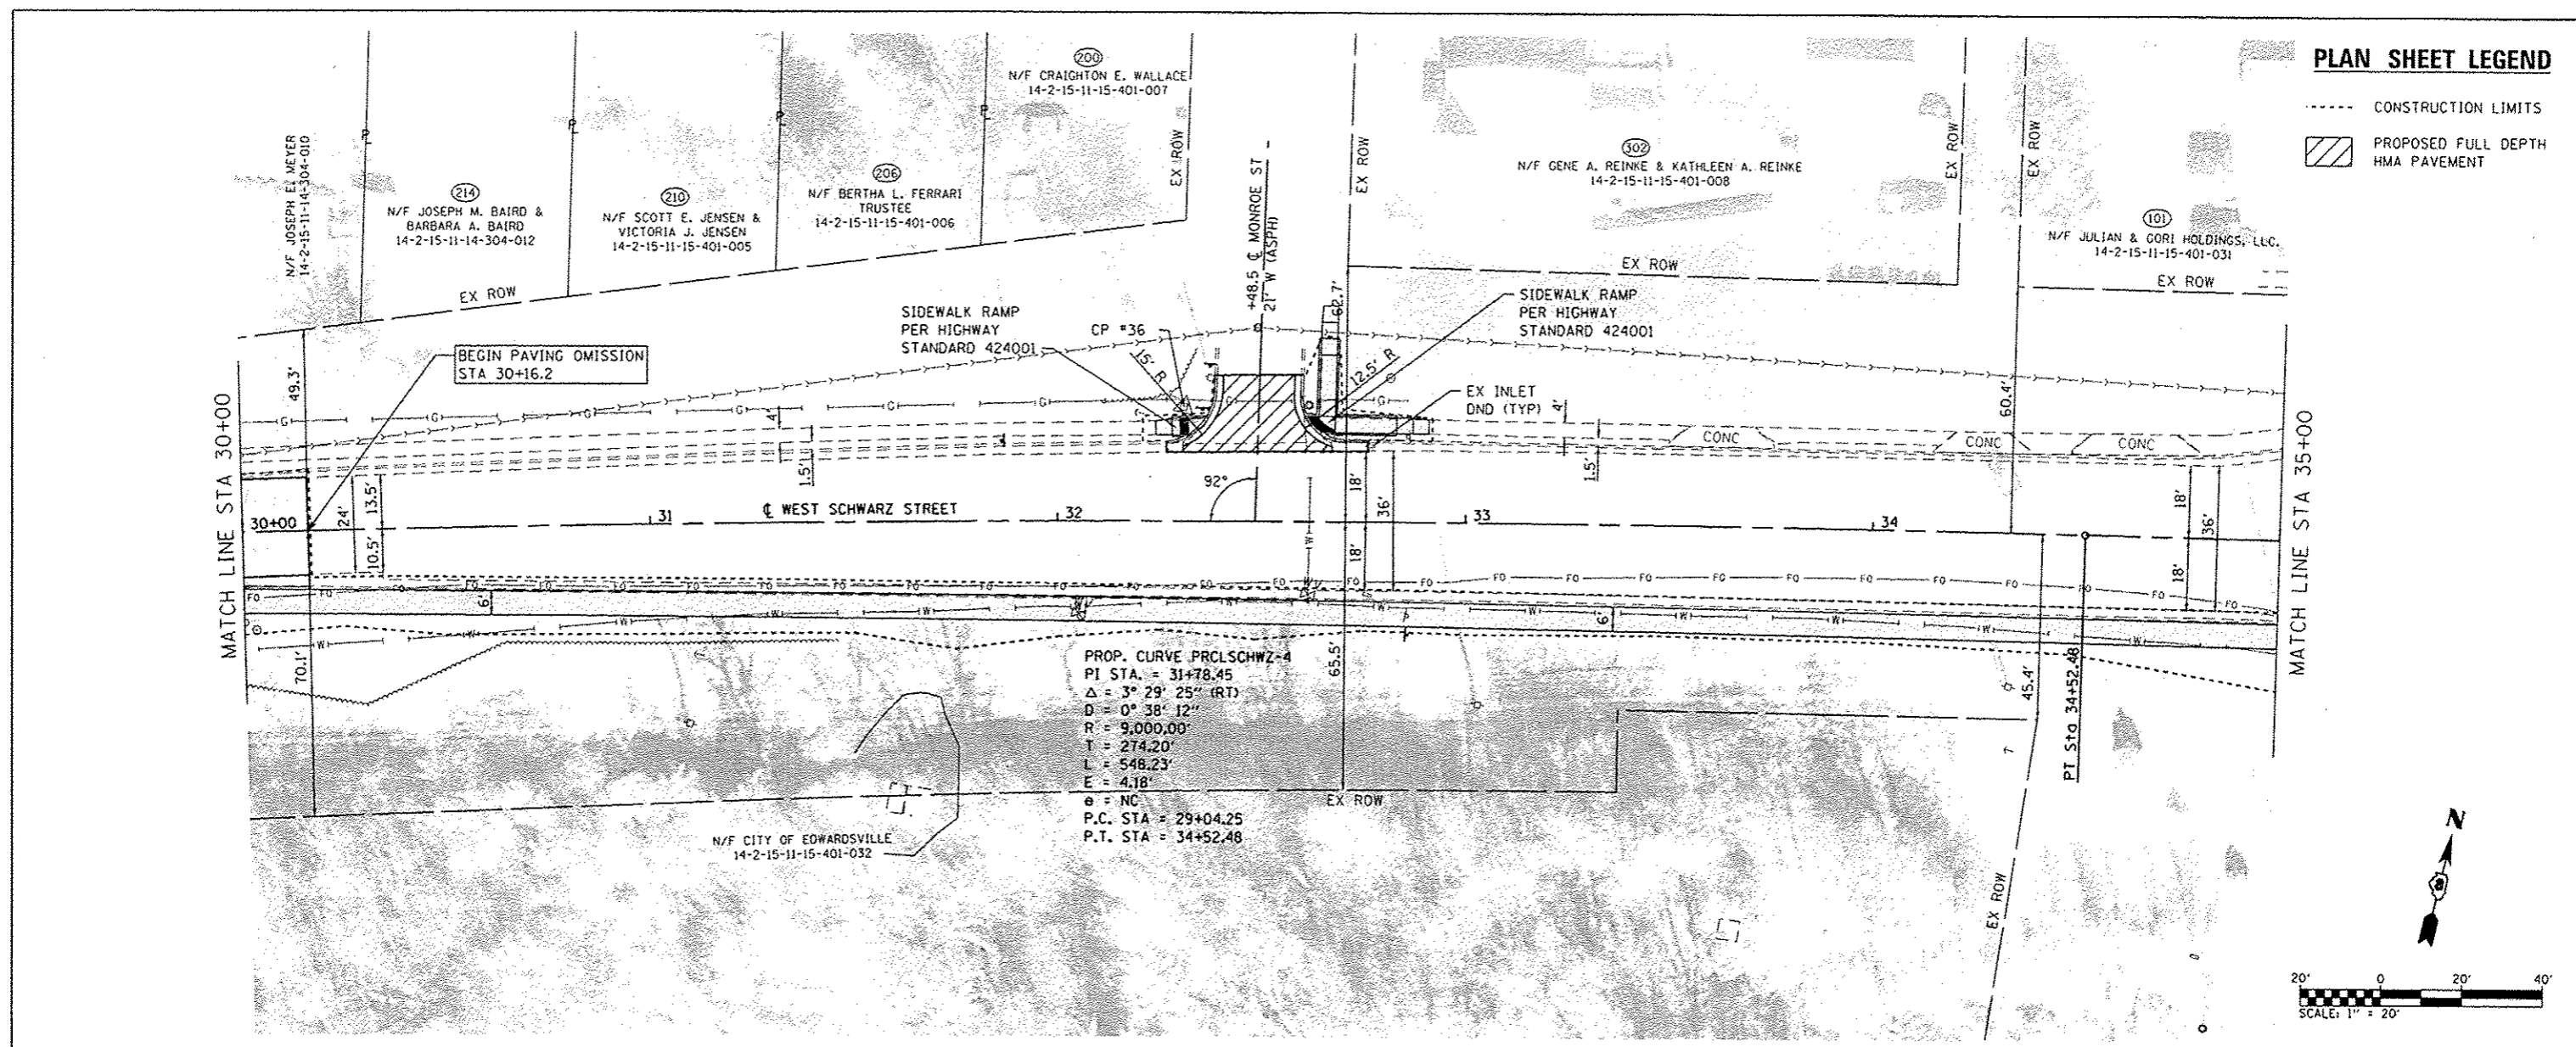 PLAN SHEET LEGEND
CONSTRUCTION LIMITS
PROPOSED FULL DEPTH
HMA PAVEMENT
N/F JOSEPH E. MEYER
14-2-15-11-14-304-010
214
N/F JOSEPH M. BAIRD &
BARBARA A. BAIRD
14-2-15-11-14-304-012
210
N/F SCOTT E. JENSEN &
VICTORIA J. JENSEN
14-2-15-11-15-401-005
206
N/F BERTHA L. FERRARI
TRUSTEE
14-2-15-11-15-401-006
200
N/F CRAIGHTON E. WALLACE
14-2-15-11-15-401-007
EX ROW
+48.5 ℄ MONROE ST
21' W (ASPH)
EX ROW
302
N/F GENE A. REINKE & KATHLEEN A. REINKE
14-2-15-11-15-401-008
EX ROW
EX ROW
101
N/F JULIAN & GORI HOLDINGS, LLC.
14-2-15-11-15-401-031
EX ROW
EX ROW
EX ROW
62.7'
SIDEWALK RAMP
PER HIGHWAY
STANDARD 424001
CP #36
15' R
SIDEWALK RAMP
PER HIGHWAY
STANDARD 424001
12.5' R
EX INLET
DND (TYP)
BEGIN PAVING OMISSION
STA 30+16.2
49.3'
60.4'
4'
4'
1.5'
1.5'
CONC
CONC
CONC
MATCH LINE STA 30+00
MATCH LINE STA 35+00
92°
30+00
31
℄ WEST SCHWARZ STREET
32
33
34
24'
13.5'
10.5'
18'
36'
18'
18'
36'
18'
6'
6'
70.1'
65.5'
45.4'
PT Sta 34+52.48
PROP. CURVE PRCLSCHWZ-4
PI STA. = 31+78.45
Δ = 3° 29' 25" (RT)
D = 0° 38' 12"
R = 9,000.00'
T = 274.20'
L = 548.23'
E = 4.18'
e = NC
P.C. STA = 29+04.25
P.T. STA = 34+52.48
EX ROW
N/F CITY OF EDWARDSVILLE
14-2-15-11-15-401-032
EX ROW
N
20' 0 20' 40'
SCALE: 1" = 20'